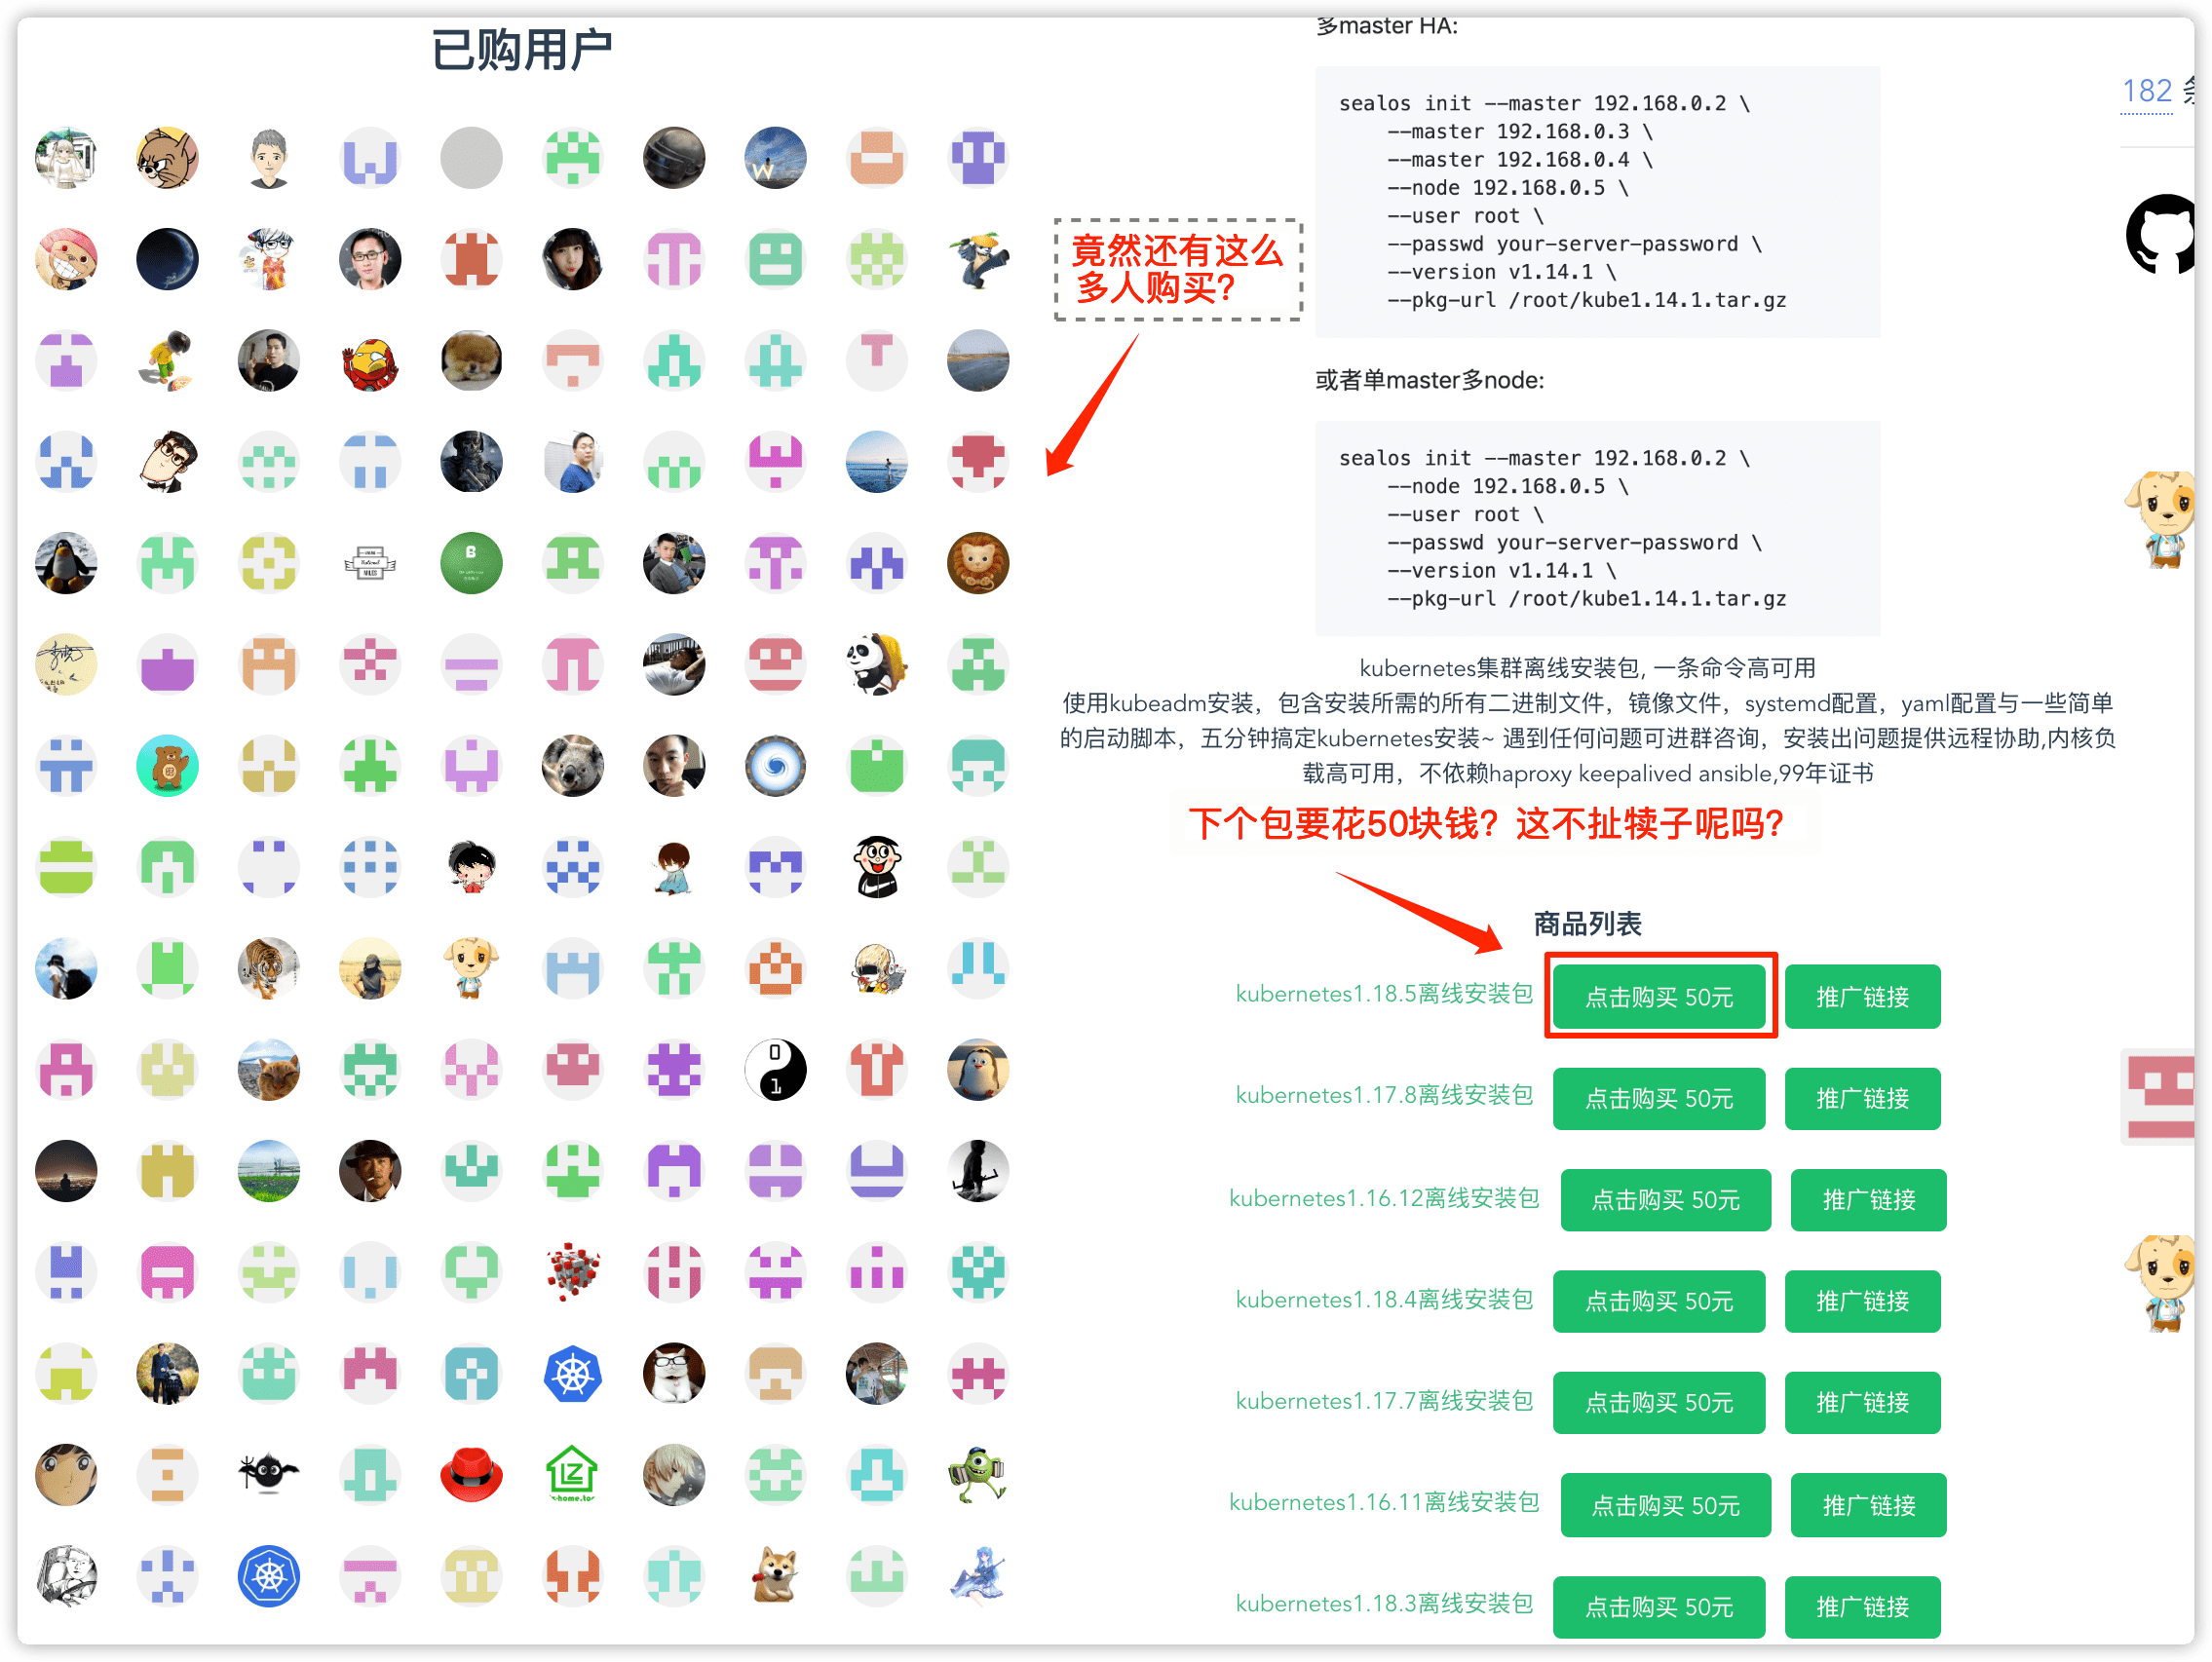 已购用户
竟然还有这么
多人购买？
多master HA:
sealos init --master 192.168.0.2 \
--master 192.168.0.3 \
--master 192.168.0.4 \
--node 192.168.0.5 \
--user root \
--passwd your-server-password \
--version v1.14.1 \
--pkg-url /root/kube1.14.1.tar.gz
或者单master多node:
sealos init --master 192.168.0.2 \
--node 192.168.0.5 \
--user root \
--passwd your-server-password \
--version v1.14.1 \
--pkg-url /root/kube1.14.1.tar.gz
kubernetes集群离线安装包, 一条命令高可用
使用kubeadm安装，包含安装所需的所有二进制文件，镜像文件，systemd配置，yaml配置与一些简单
的启动脚本，五分钟搞定kubernetes安装~ 遇到任何问题可进群咨询，安装出问题提供远程协助,内核负
载高可用，不依赖haproxy keepalived ansible,99年证书
下个包要花50块钱？这不扯犊子呢吗？
商品列表
kubernetes1.18.5离线安装包 点击购买 50元 推广链接
kubernetes1.17.8离线安装包 点击购买 50元 推广链接
kubernetes1.16.12离线安装包 点击购买 50元 推广链接
kubernetes1.18.4离线安装包 点击购买 50元 推广链接
kubernetes1.17.7离线安装包 点击购买 50元 推广链接
kubernetes1.16.11离线安装包 点击购买 50元 推广链接
kubernetes1.18.3离线安装包 点击购买 50元 推广链接
182